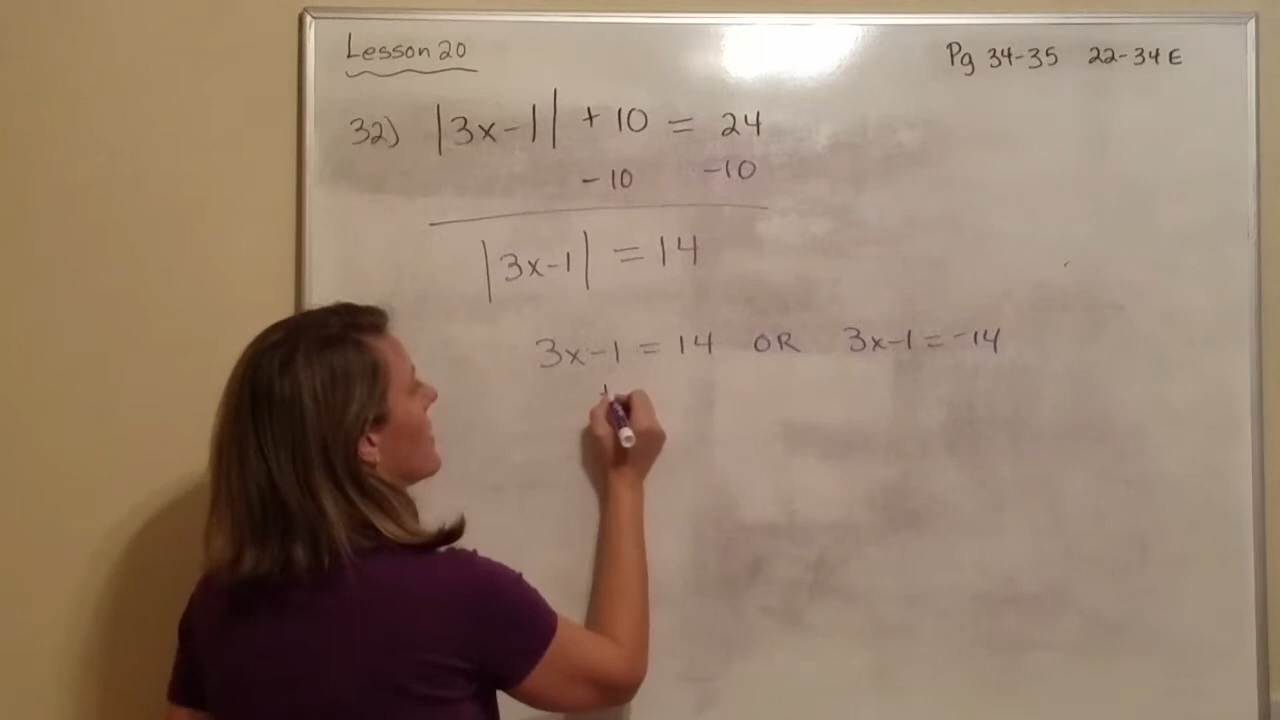 Lesson 20
Pg 34-35 22-34 E
32) |3x-1| + 10 = 24
-10 -10
|3x-1| = 14
3x-1 = 14 OR 3x-1 = -14
+